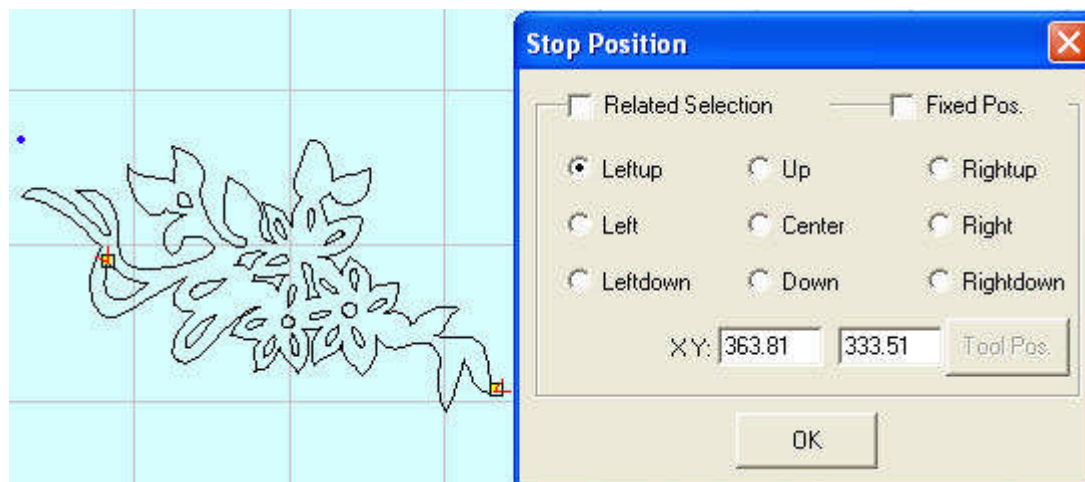 Stop Position
Related Selection Fixed Pos.
Leftup Up Rightup
Left Center Right
Leftdown Down Rightdown
XY: 363.81 333.51 Tool Pos.
OK